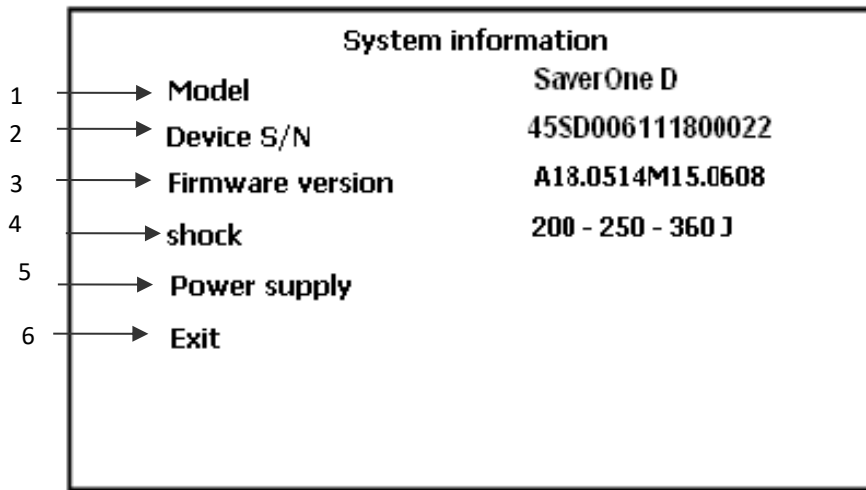 System information
1 Model SaverOne D
2 Device S/N 45SD006111800022
3 Firmware version A18.0514M15.0608
4 shock 200 - 250 - 360 J
5 Power supply
6 Exit